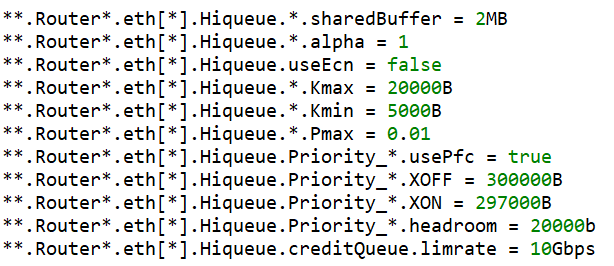 **.Router*.eth[*].Hiqueue.*.sharedBuffer = 2MB
**.Router*.eth[*].Hiqueue.*.alpha = 1
**.Router*.eth[*].Hiqueue.useEcn = false
**.Router*.eth[*].Hiqueue.*.Kmax = 20000B
**.Router*.eth[*].Hiqueue.*.Kmin = 5000B
**.Router*.eth[*].Hiqueue.*.Pmax = 0.01
**.Router*.eth[*].Hiqueue.Priority_*.usePfc = true
**.Router*.eth[*].Hiqueue.Priority_*.XOFF = 300000B
**.Router*.eth[*].Hiqueue.Priority_*.XON = 297000B
**.Router*.eth[*].Hiqueue.Priority_*.headroom = 20000b
**.Router*.eth[*].Hiqueue.creditQueue.limrate = 10Gbps